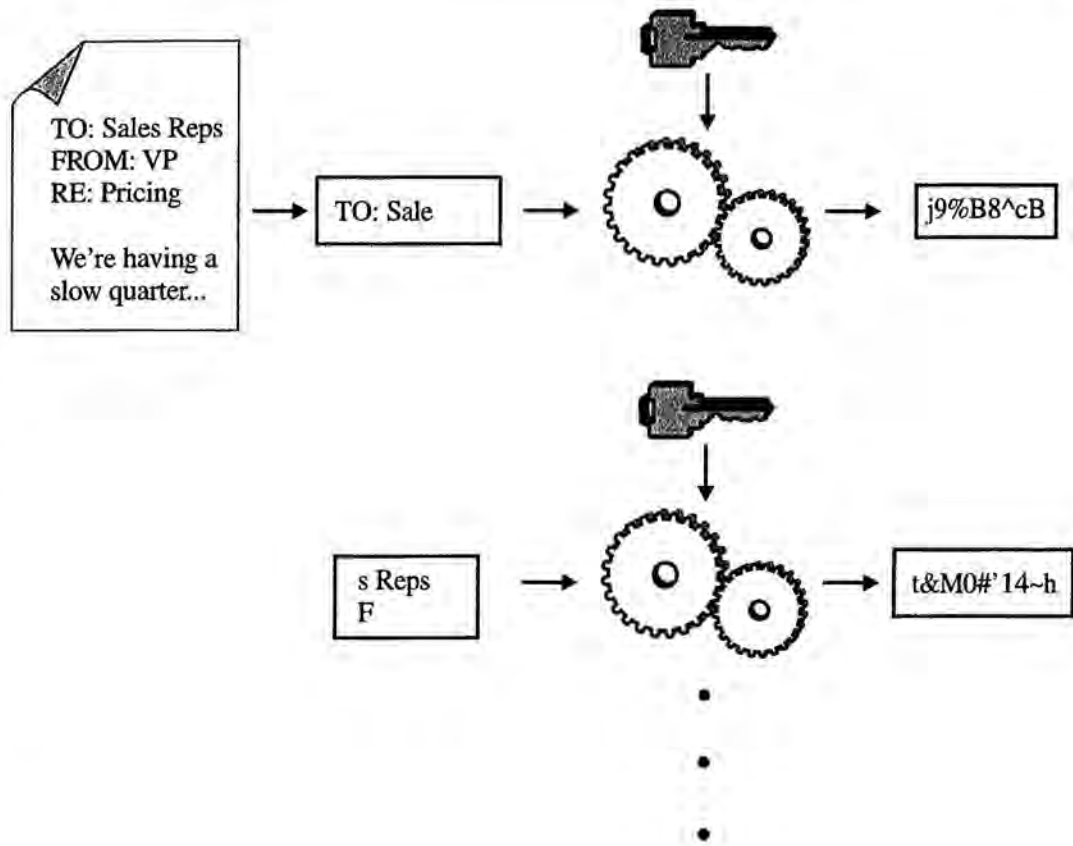 TO: Sales Reps
FROM: VP
RE: Pricing
We're having a
slow quarter...
TO: Sale
j9%B8^cB
s Reps
F
t&M0#'14~h